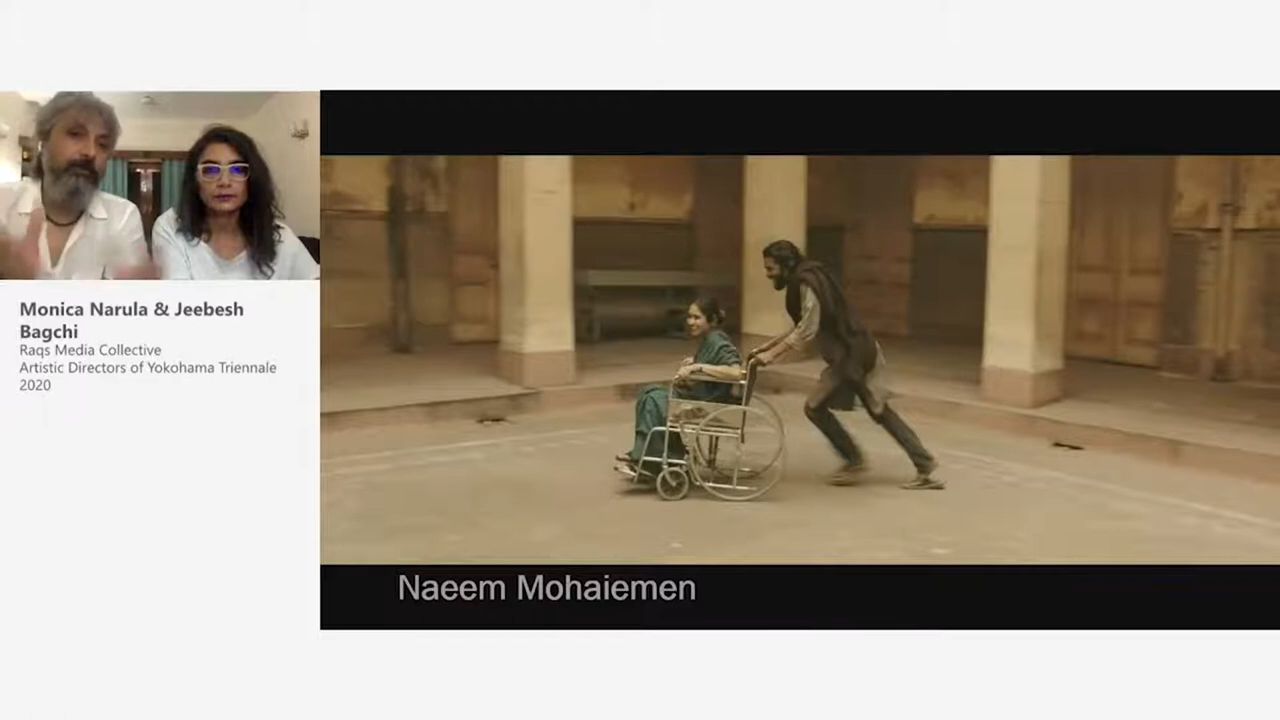 Monica Narula & Jeebesh
Bagchi
Raqs Media Collective
Artistic Directors of Yokohama Triennale
2020
Naeem Mohaiemen